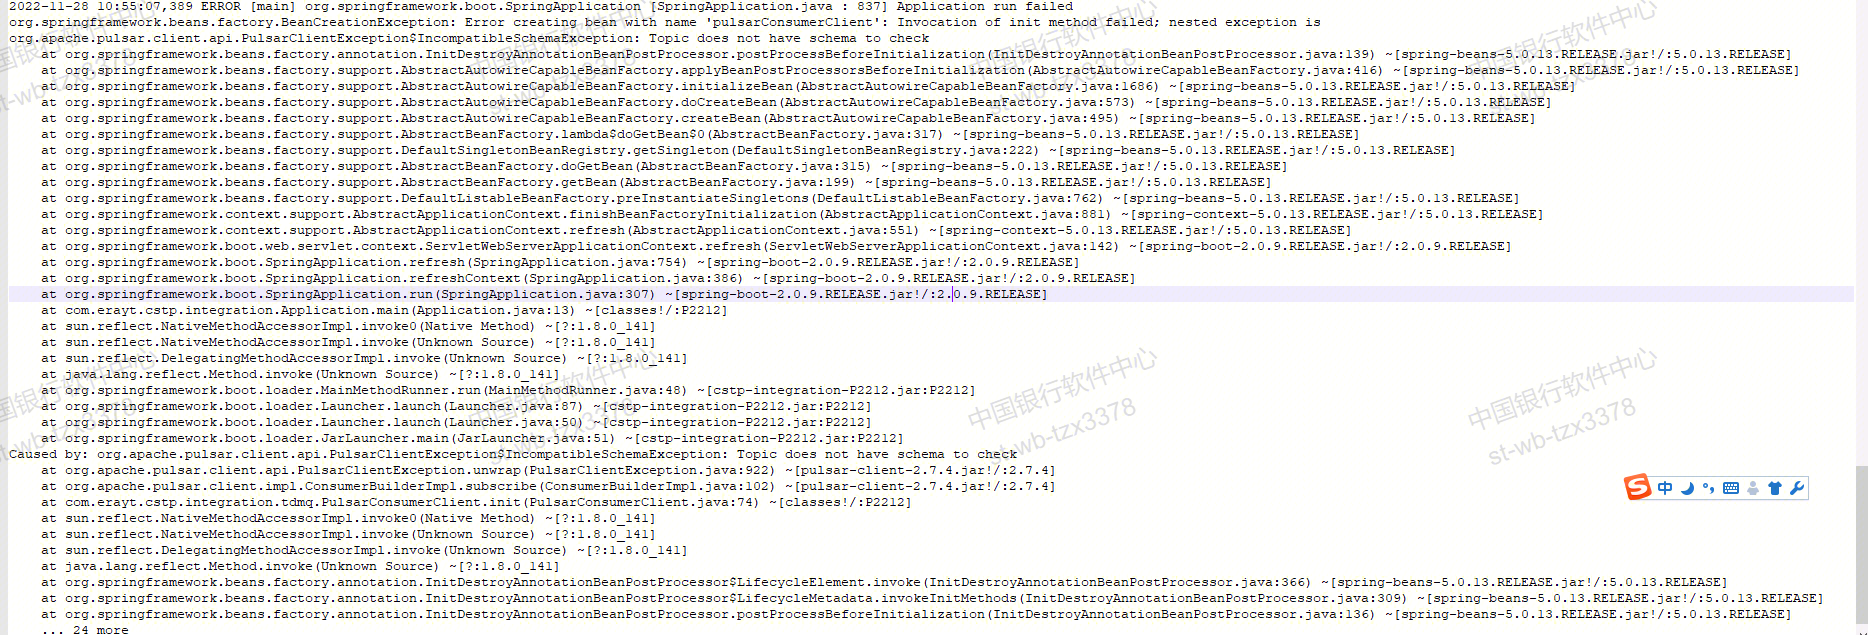 2022-11-28 10:55:07,389 ERROR [main] org.springframework.boot.SpringApplication [SpringApplication.java : 837] Application run failed
org.springframework.beans.factory.BeanCreationException: Error creating bean with name 'pulsarConsumerClient': Invocation of init method failed; nested exception is
org.apache.pulsar.client.api.PulsarClientException$IncompatibleSchemaException: Topic does not have schema to check
at org.springframework.beans.factory.annotation.InitDestroyAnnotationBeanPostProcessor.postProcessBeforeInitialization(InitDestroyAnnotationBeanPostProcessor.java:139) ~[spring-beans-5.0.13.RELEASE.jar!/:5.0.13.RELEASE]
at org.springframework.beans.factory.support.AbstractAutowireCapableBeanFactory.applyBeanPostProcessorsBeforeInitialization(AbstractAutowireCapableBeanFactory.java:416) ~[spring-beans-5.0.13.RELEASE.jar!/:5.0.13.RELEASE]
at org.springframework.beans.factory.support.AbstractAutowireCapableBeanFactory.initializeBean(AbstractAutowireCapableBeanFactory.java:1686) ~[spring-beans-5.0.13.RELEASE.jar!/:5.0.13.RELEASE]
at org.springframework.beans.factory.support.AbstractAutowireCapableBeanFactory.doCreateBean(AbstractAutowireCapableBeanFactory.java:573) ~[spring-beans-5.0.13.RELEASE.jar!/:5.0.13.RELEASE]
at org.springframework.beans.factory.support.AbstractAutowireCapableBeanFactory.createBean(AbstractAutowireCapableBeanFactory.java:495) ~[spring-beans-5.0.13.RELEASE.jar!/:5.0.13.RELEASE]
at org.springframework.beans.factory.support.AbstractBeanFactory.lambda$doGetBean$0(AbstractBeanFactory.java:317) ~[spring-beans-5.0.13.RELEASE.jar!/:5.0.13.RELEASE]
at org.springframework.beans.factory.support.DefaultSingletonBeanRegistry.getSingleton(DefaultSingletonBeanRegistry.java:222) ~[spring-beans-5.0.13.RELEASE.jar!/:5.0.13.RELEASE]
at org.springframework.beans.factory.support.AbstractBeanFactory.doGetBean(AbstractBeanFactory.java:315) ~[spring-beans-5.0.13.RELEASE.jar!/:5.0.13.RELEASE]
at org.springframework.beans.factory.support.AbstractBeanFactory.getBean(AbstractBeanFactory.java:199) ~[spring-beans-5.0.13.RELEASE.jar!/:5.0.13.RELEASE]
at org.springframework.beans.factory.support.DefaultListableBeanFactory.preInstantiateSingletons(DefaultListableBeanFactory.java:762) ~[spring-beans-5.0.13.RELEASE.jar!/:5.0.13.RELEASE]
at org.springframework.context.support.AbstractApplicationContext.finishBeanFactoryInitialization(AbstractApplicationContext.java:881) ~[spring-context-5.0.13.RELEASE.jar!/:5.0.13.RELEASE]
at org.springframework.context.support.AbstractApplicationContext.refresh(AbstractApplicationContext.java:551) ~[spring-context-5.0.13.RELEASE.jar!/:5.0.13.RELEASE]
at org.springframework.boot.web.servlet.context.ServletWebServerApplicationContext.refresh(ServletWebServerApplicationContext.java:142) ~[spring-boot-2.0.9.RELEASE.jar!/:2.0.9.RELEASE]
at org.springframework.boot.SpringApplication.refresh(SpringApplication.java:754) ~[spring-boot-2.0.9.RELEASE.jar!/:2.0.9.RELEASE]
at org.springframework.boot.SpringApplication.refreshContext(SpringApplication.java:386) ~[spring-boot-2.0.9.RELEASE.jar!/:2.0.9.RELEASE]
at org.springframework.boot.SpringApplication.run(SpringApplication.java:307) ~[spring-boot-2.0.9.RELEASE.jar!/:2.0.9.RELEASE]
at com.erayt.cstp.integration.Application.main(Application.java:13) ~[classes!/:P2212]
at sun.reflect.NativeMethodAccessorImpl.invoke0(Native Method) ~[?:1.8.0_141]
at sun.reflect.NativeMethodAccessorImpl.invoke(Unknown Source) ~[?:1.8.0_141]
at sun.reflect.DelegatingMethodAccessorImpl.invoke(Unknown Source) ~[?:1.8.0_141]
at java.lang.reflect.Method.invoke(Unknown Source) ~[?:1.8.0_141]
at org.springframework.boot.loader.MainMethodRunner.run(MainMethodRunner.java:48) ~[cstp-integration-P2212.jar:P2212]
at org.springframework.boot.loader.Launcher.launch(Launcher.java:87) ~[cstp-integration-P2212.jar:P2212]
at org.springframework.boot.loader.Launcher.launch(Launcher.java:50) ~[cstp-integration-P2212.jar:P2212]
at org.springframework.boot.loader.JarLauncher.main(JarLauncher.java:51) ~[cstp-integration-P2212.jar:P2212]
Caused by: org.apache.pulsar.client.api.PulsarClientException$IncompatibleSchemaException: Topic does not have schema to check
at org.apache.pulsar.client.api.PulsarClientException.unwrap(PulsarClientException.java:922) ~[pulsar-client-2.7.4.jar!/:2.7.4]
at org.apache.pulsar.client.impl.ConsumerBuilderImpl.subscribe(ConsumerBuilderImpl.java:102) ~[pulsar-client-2.7.4.jar!/:2.7.4]
at com.erayt.cstp.integration.tdmq.PulsarConsumerClient.init(PulsarConsumerClient.java:74) ~[classes!/:P2212]
at sun.reflect.NativeMethodAccessorImpl.invoke0(Native Method) ~[?:1.8.0_141]
at sun.reflect.NativeMethodAccessorImpl.invoke(Unknown Source) ~[?:1.8.0_141]
at sun.reflect.DelegatingMethodAccessorImpl.invoke(Unknown Source) ~[?:1.8.0_141]
at java.lang.reflect.Method.invoke(Unknown Source) ~[?:1.8.0_141]
at org.springframework.beans.factory.annotation.InitDestroyAnnotationBeanPostProcessor$LifecycleElement.invoke(InitDestroyAnnotationBeanPostProcessor.java:366) ~[spring-beans-5.0.13.RELEASE.jar!/:5.0.13.RELEASE]
at org.springframework.beans.factory.annotation.InitDestroyAnnotationBeanPostProcessor$LifecycleMetadata.invokeInitMethods(InitDestroyAnnotationBeanPostProcessor.java:309) ~[spring-beans-5.0.13.RELEASE.jar!/:5.0.13.RELEASE]
at org.springframework.beans.factory.annotation.InitDestroyAnnotationBeanPostProcessor.postProcessBeforeInitialization(InitDestroyAnnotationBeanPostProcessor.java:136) ~[spring-beans-5.0.13.RELEASE.jar!/:5.0.13.RELEASE]
... 24 more
中国银行软件中心
st-wb-tzx3378
中国银行软件中心
st-wb-tzx3378
中